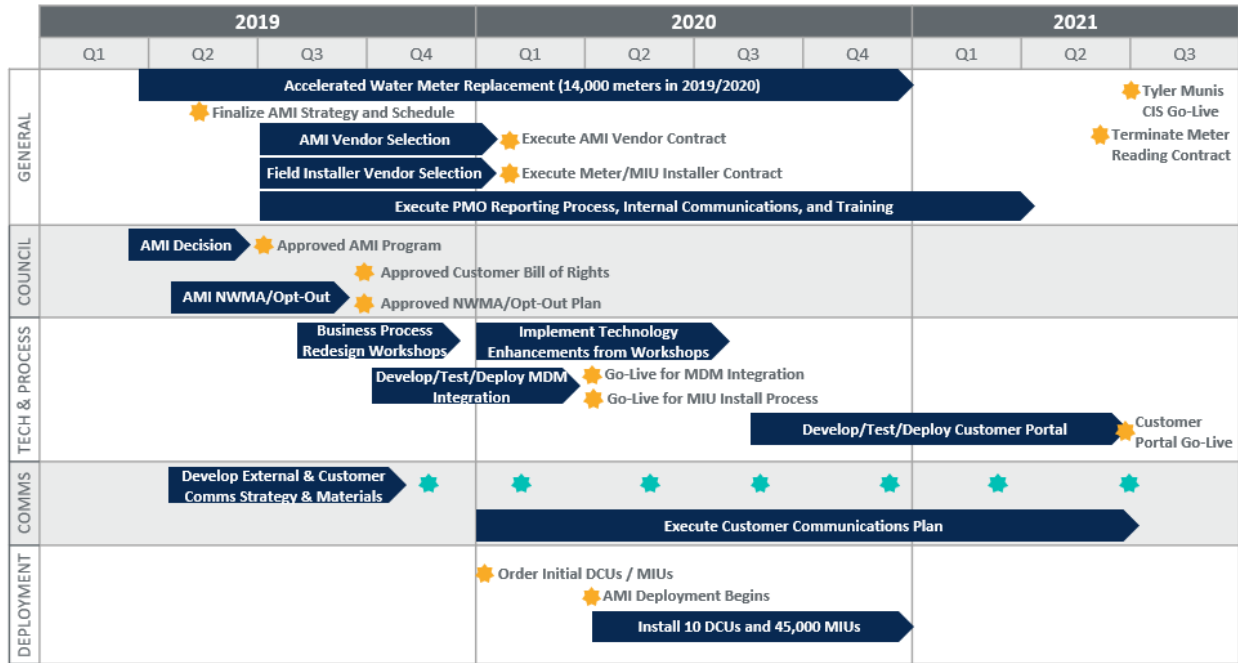 2019
2020
2021
Q1
Q2
Q3
Q4
Q1
Q2
Q3
Q4
Q1
Q2
Q3
GENERAL
Accelerated Water Meter Replacement (14,000 meters in 2019/2020)
Tyler Munis
CIS Go-Live
Finalize AMI Strategy and Schedule
AMI Vendor Selection
Execute AMI Vendor Contract
Terminate Meter
Reading Contract
Field Installer Vendor Selection
Execute Meter/MIU Installer Contract
Execute PMO Reporting Process, Internal Communications, and Training
COUNCIL
AMI Decision
Approved AMI Program
Approved Customer Bill of Rights
AMI NWMA/Opt-Out
Approved NWMA/Opt-Out Plan
TECH & PROCESS
Business Process
Redesign Workshops
Implement Technology
Enhancements from Workshops
Develop/Test/Deploy MDM
Integration
Go-Live for MDM Integration
Go-Live for MIU Install Process
Develop/Test/Deploy Customer Portal
Customer
Portal Go-Live
COMMS
Develop External & Customer
Comms Strategy & Materials
Execute Customer Communications Plan
DEPLOYMENT
Order Initial DCUs / MIUs
AMI Deployment Begins
Install 10 DCUs and 45,000 MIUs